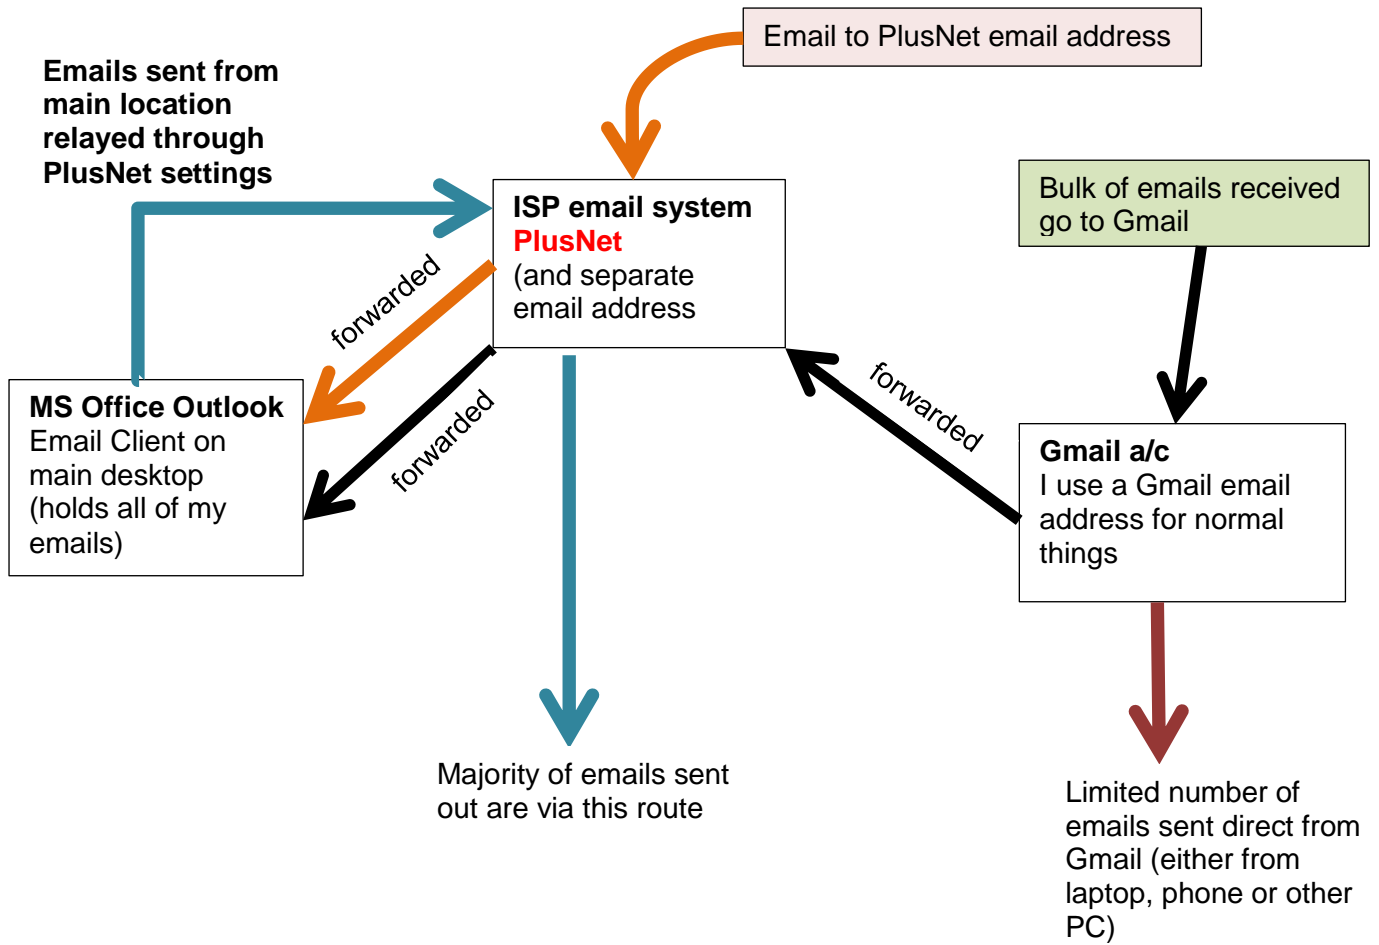 Email to PlusNet email address
Emails sent from
main location
relayed through
PlusNet settings
Bulk of emails received
go to Gmail
ISP email system
PlusNet
(and separate
email address
forwarded
forwarded
forwarded
MS Office Outlook
Email Client on
main desktop
(holds all of my
emails)
Gmail a/c
I use a Gmail email
address for normal
things
Majority of emails sent
out are via this route
Limited number of
emails sent direct from
Gmail (either from
laptop, phone or other
PC)